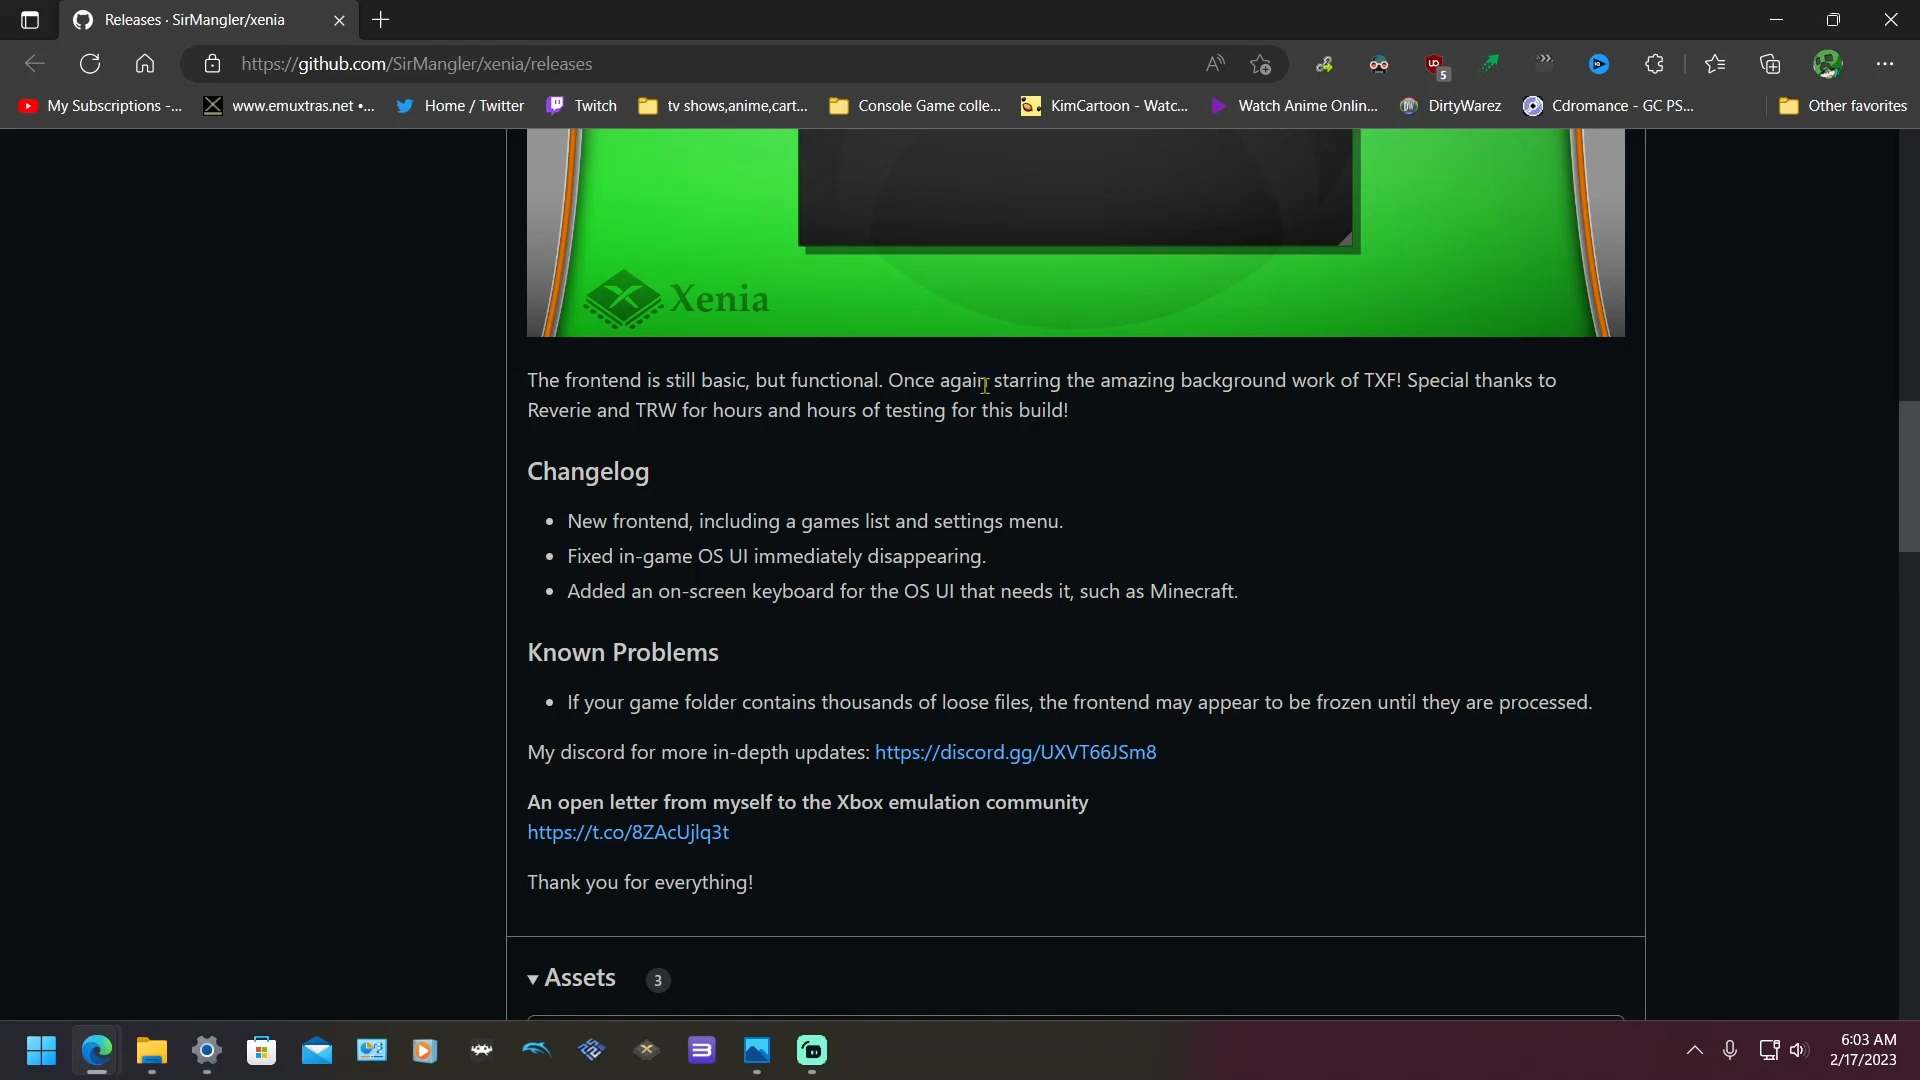 Releases · SirMangler/xenia
https://github.com/SirMangler/xenia/releases
5
My Subscriptions -...
www.emuxtras.net •...
Home / Twitter
Twitch
tv shows,anime,cart...
Console Game colle...
KimCartoon - Watc...
Watch Anime Onlin...
DirtyWarez
Cdromance - GC PS...
Other favorites
Xenia
The frontend is still basic, but functional. Once again starring the amazing background work of TXF! Special thanks to
Reverie and TRW for hours and hours of testing for this build!
Changelog
• New frontend, including a games list and settings menu.
• Fixed in-game OS UI immediately disappearing.
• Added an on-screen keyboard for the OS UI that needs it, such as Minecraft.
Known Problems
• If your game folder contains thousands of loose files, the frontend may appear to be frozen until they are processed.
My discord for more in-depth updates: https://discord.gg/UXVT66JSm8
An open letter from myself to the Xbox emulation community
https://t.co/8ZAcUjlq3t
Thank you for everything!
Assets 3
6:03 AM
2/17/2023